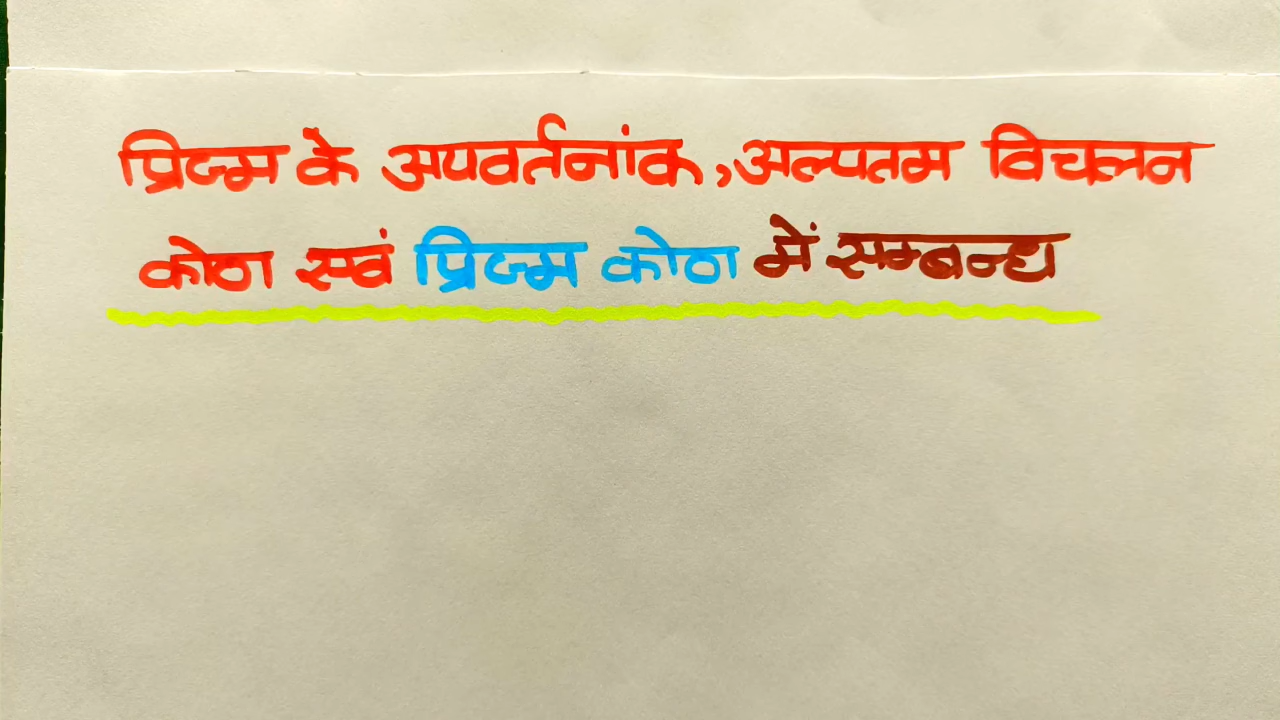 प्रिज्म के अपवर्तनांक, अल्पतम विचलन
कोण एवं प्रिज्म कोण में सम्बन्ध